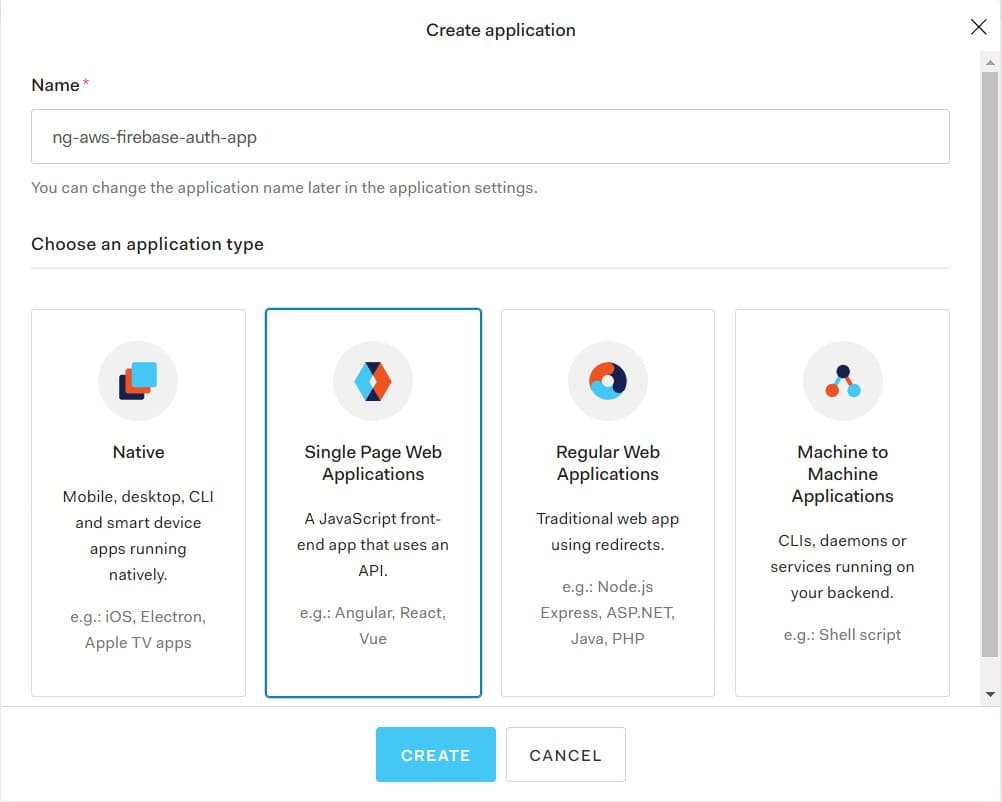 Create application
Name*
ng-aws-firebase-auth-app
You can change the application name later in the application settings.
Choose an application type
Native
Mobile, desktop, CLI
and smart device
apps running
natively.
e.g.: iOS, Electron,
Apple TV apps
Single Page Web
Applications
A JavaScript front-
end app that uses an
API.
e.g.: Angular, React,
Vue
Regular Web
Applications
Traditional web app
using redirects.
e.g.: Node.js
Express, ASP.NET,
Java, PHP
Machine to
Machine
Applications
CLIs, daemons or
services running on
your backend.
e.g.: Shell script
CREATE
CANCEL